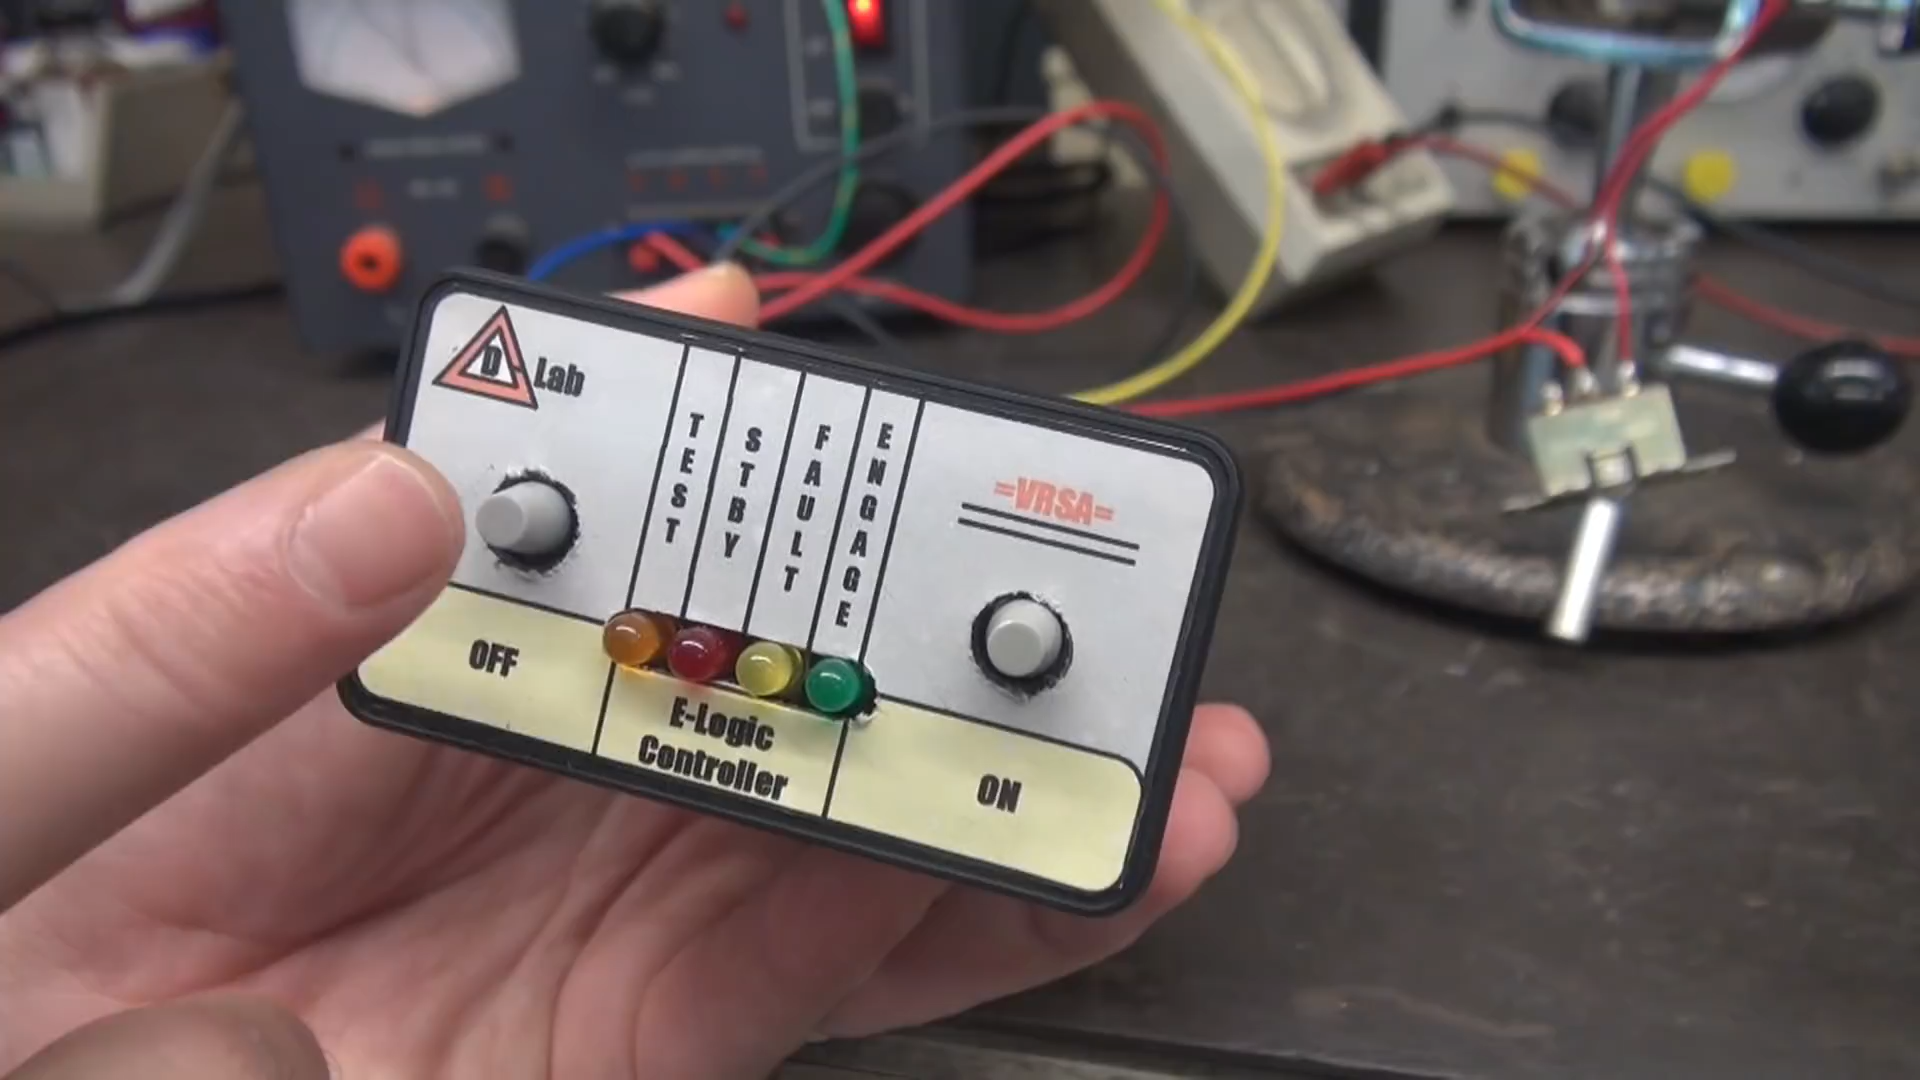 D Lab
TEST
STBY
FAULT
ENGAGE
=VRSA=
OFF
E-Logic
Controller
ON